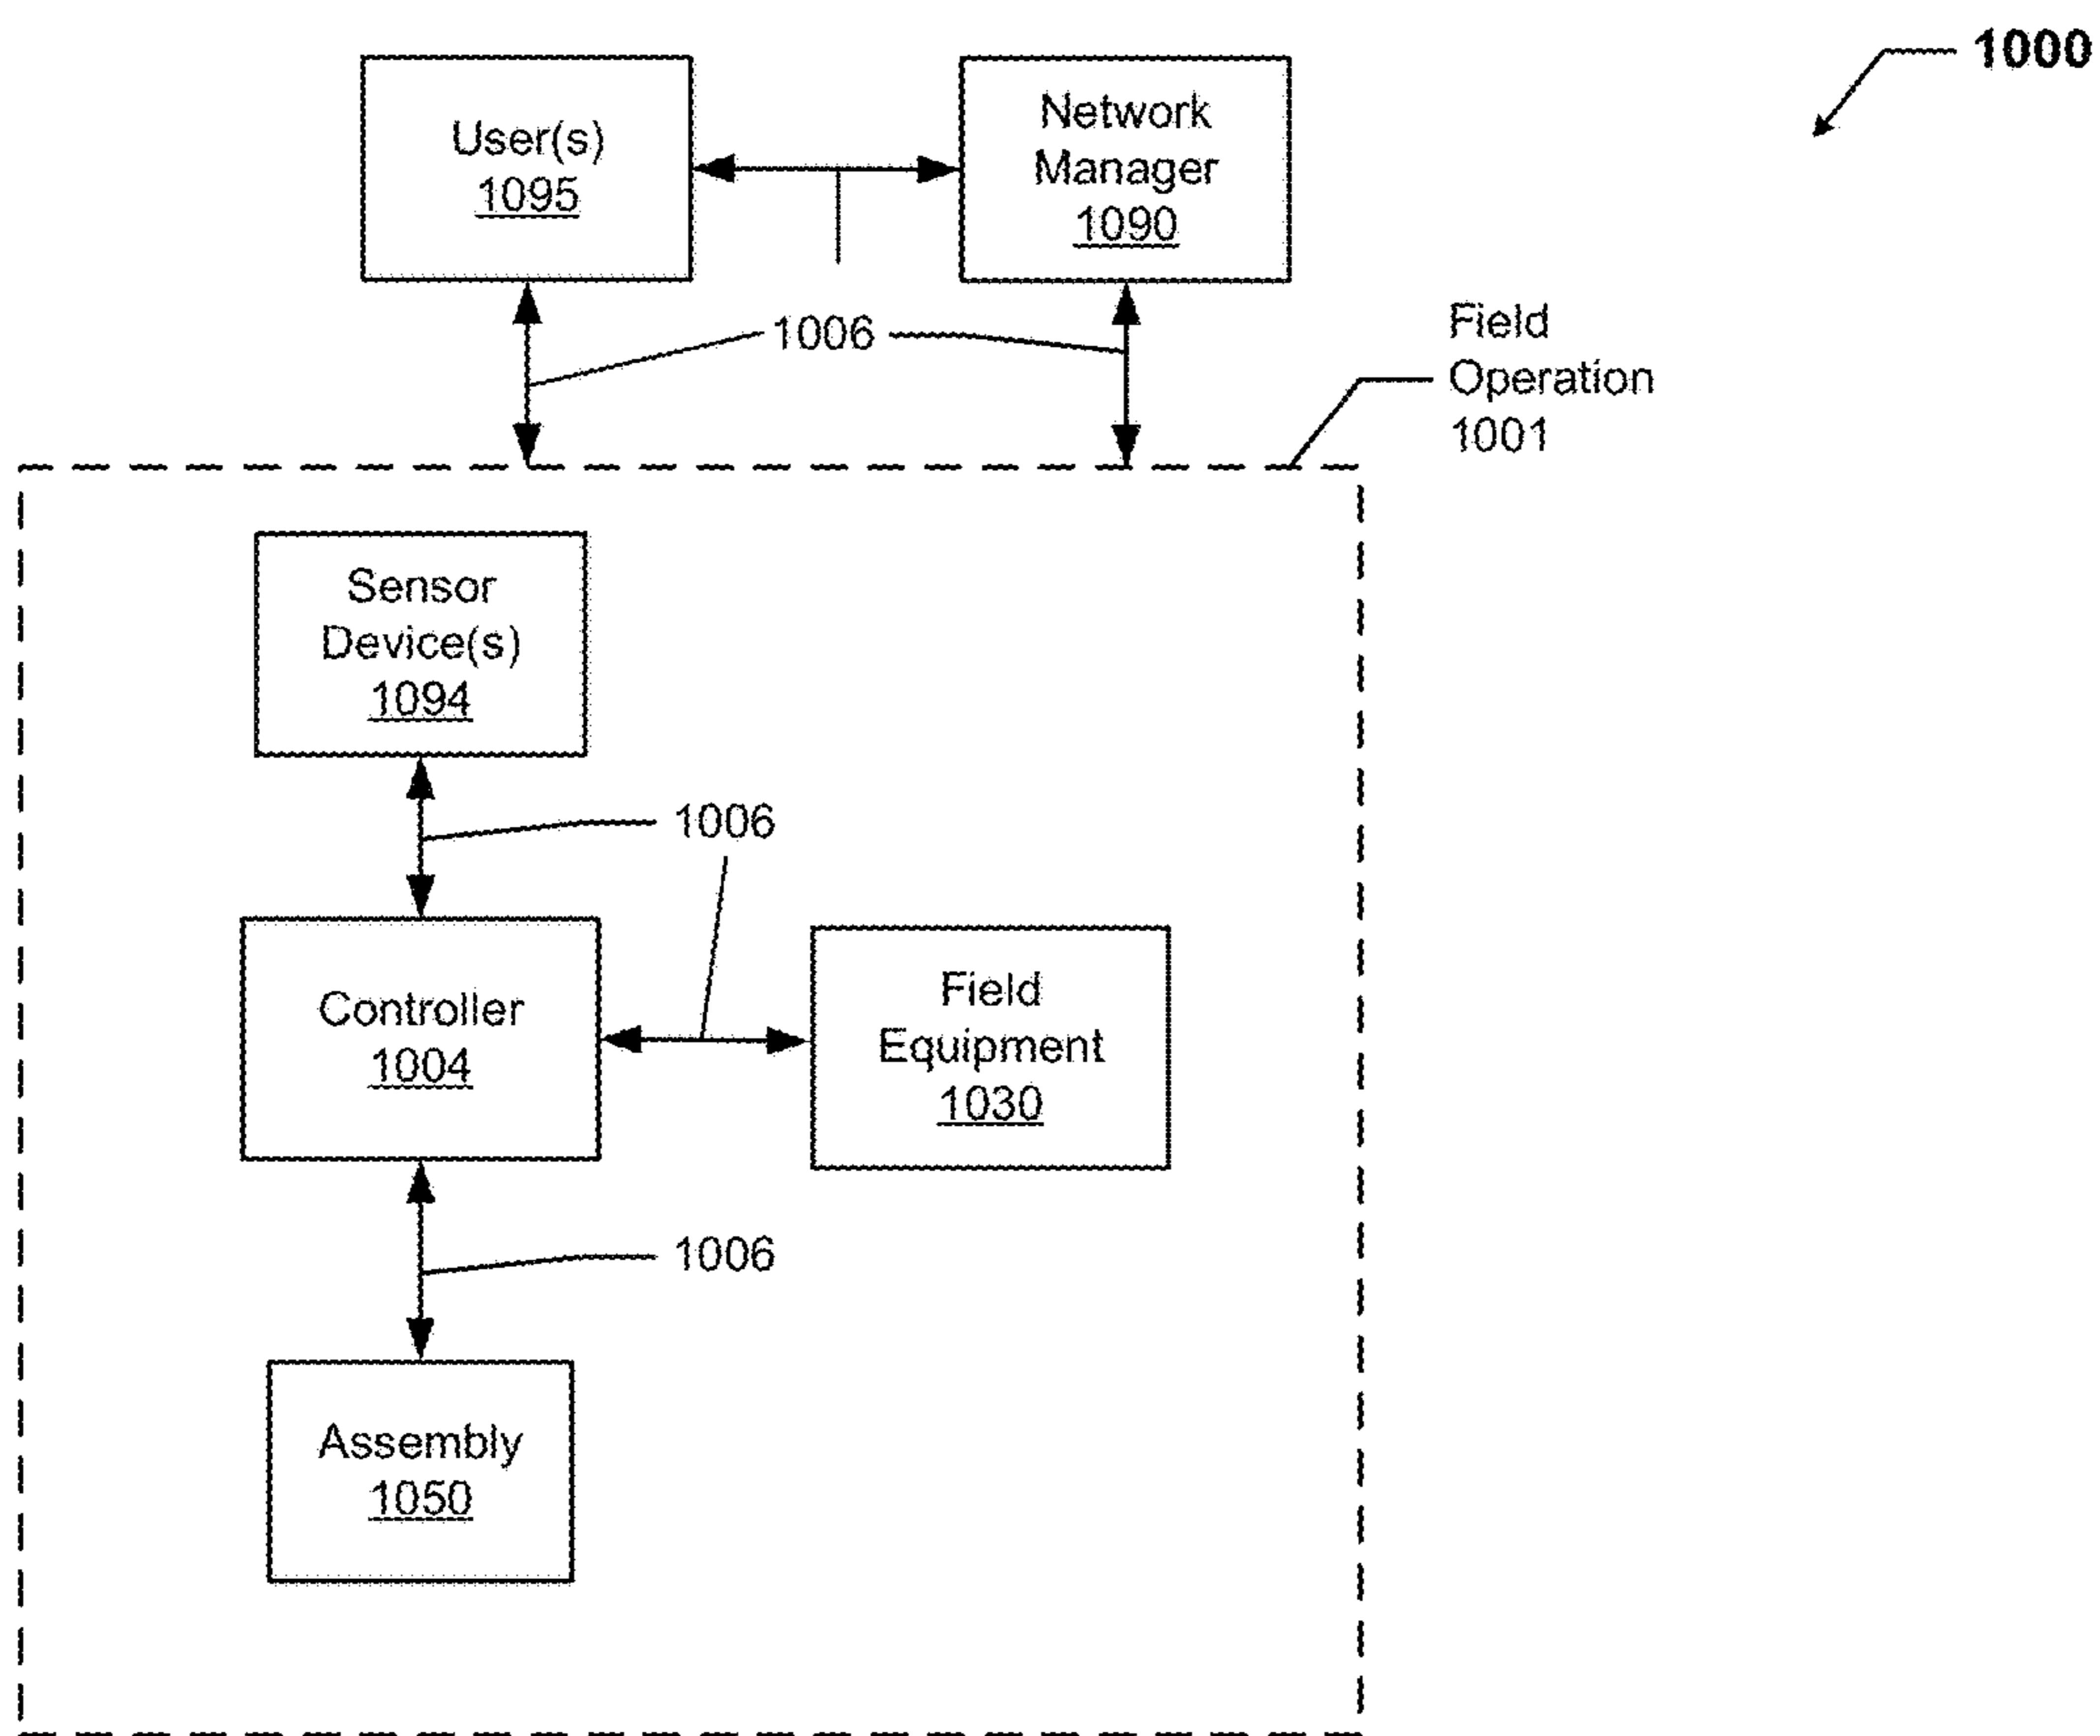 1000
User(s)
1095
Network
Manager
1090
1006
Field
Operation
1001
Sensor
Device(s)
1094
1006
Controller
1004
Field
Equipment
1030
1006
Assembly
1050